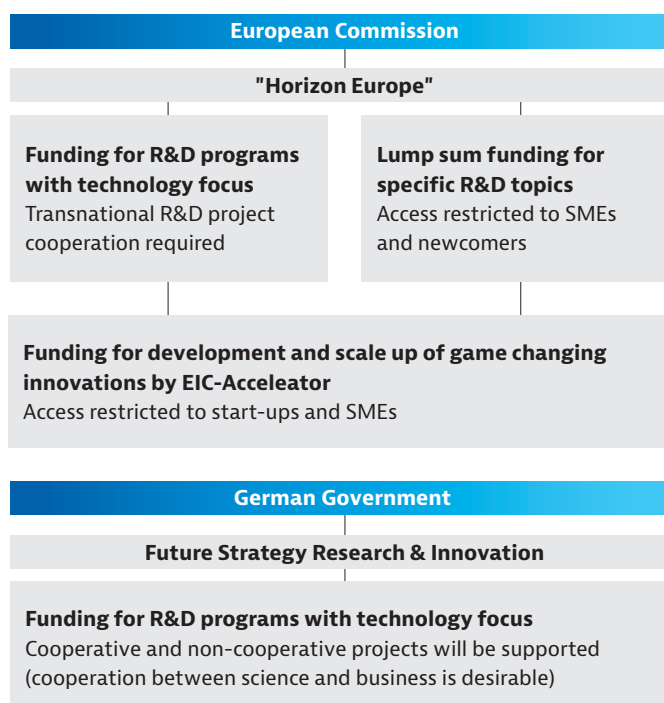 European Commission
"Horizon Europe"
Funding for R&D programs
with technology focus
Transnational R&D project
cooperation required
Lump sum funding for
specific R&D topics
Access restricted to SMEs
and newcomers
Funding for development and scale up of game changing
innovations by EIC-Acceleator
Access restricted to start-ups and SMEs
German Government
Future Strategy Research & Innovation
Funding for R&D programs with technology focus
Cooperative and non-cooperative projects will be supported
(cooperation between science and business is desirable)